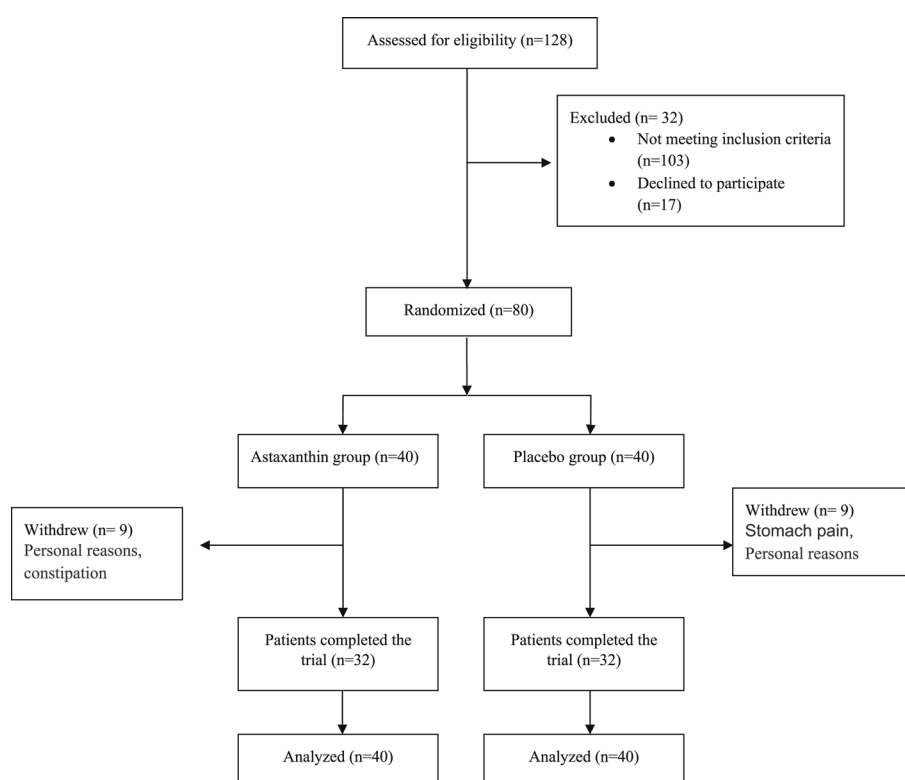 Assessed for eligibility (n=128)
Excluded (n= 32)
• Not meeting inclusion criteria
(n=103)
• Declined to participate
(n=17)
Randomized (n=80)
Astaxanthin group (n=40)
Placebo group (n=40)
Withdrew (n= 9)
Personal reasons,
constipation
Withdrew (n= 9)
Stomach pain,
Personal reasons
Patients completed the
trial (n=32)
Patients completed the
trial (n=32)
Analyzed (n=40)
Analyzed (n=40)